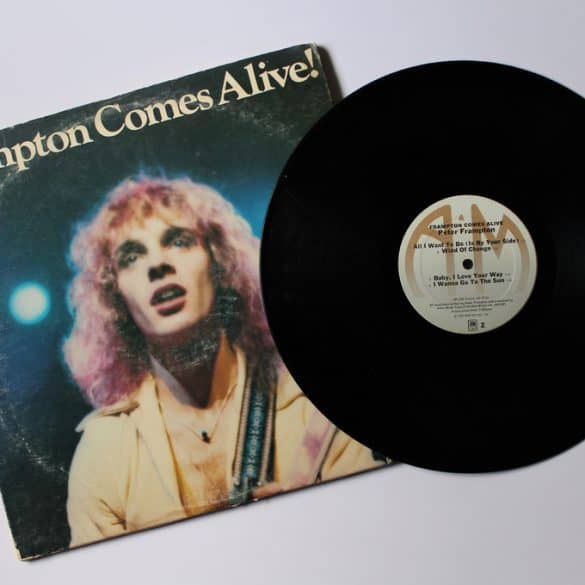 mpton Comes Alive!
A&M
FRAMPTON COMES ALIVE
Peter Frampton
All I Want To Be (Is By Your Side)
Wind Of Change
Baby, I Love Your Way
I Wanna Go To The Sun
2